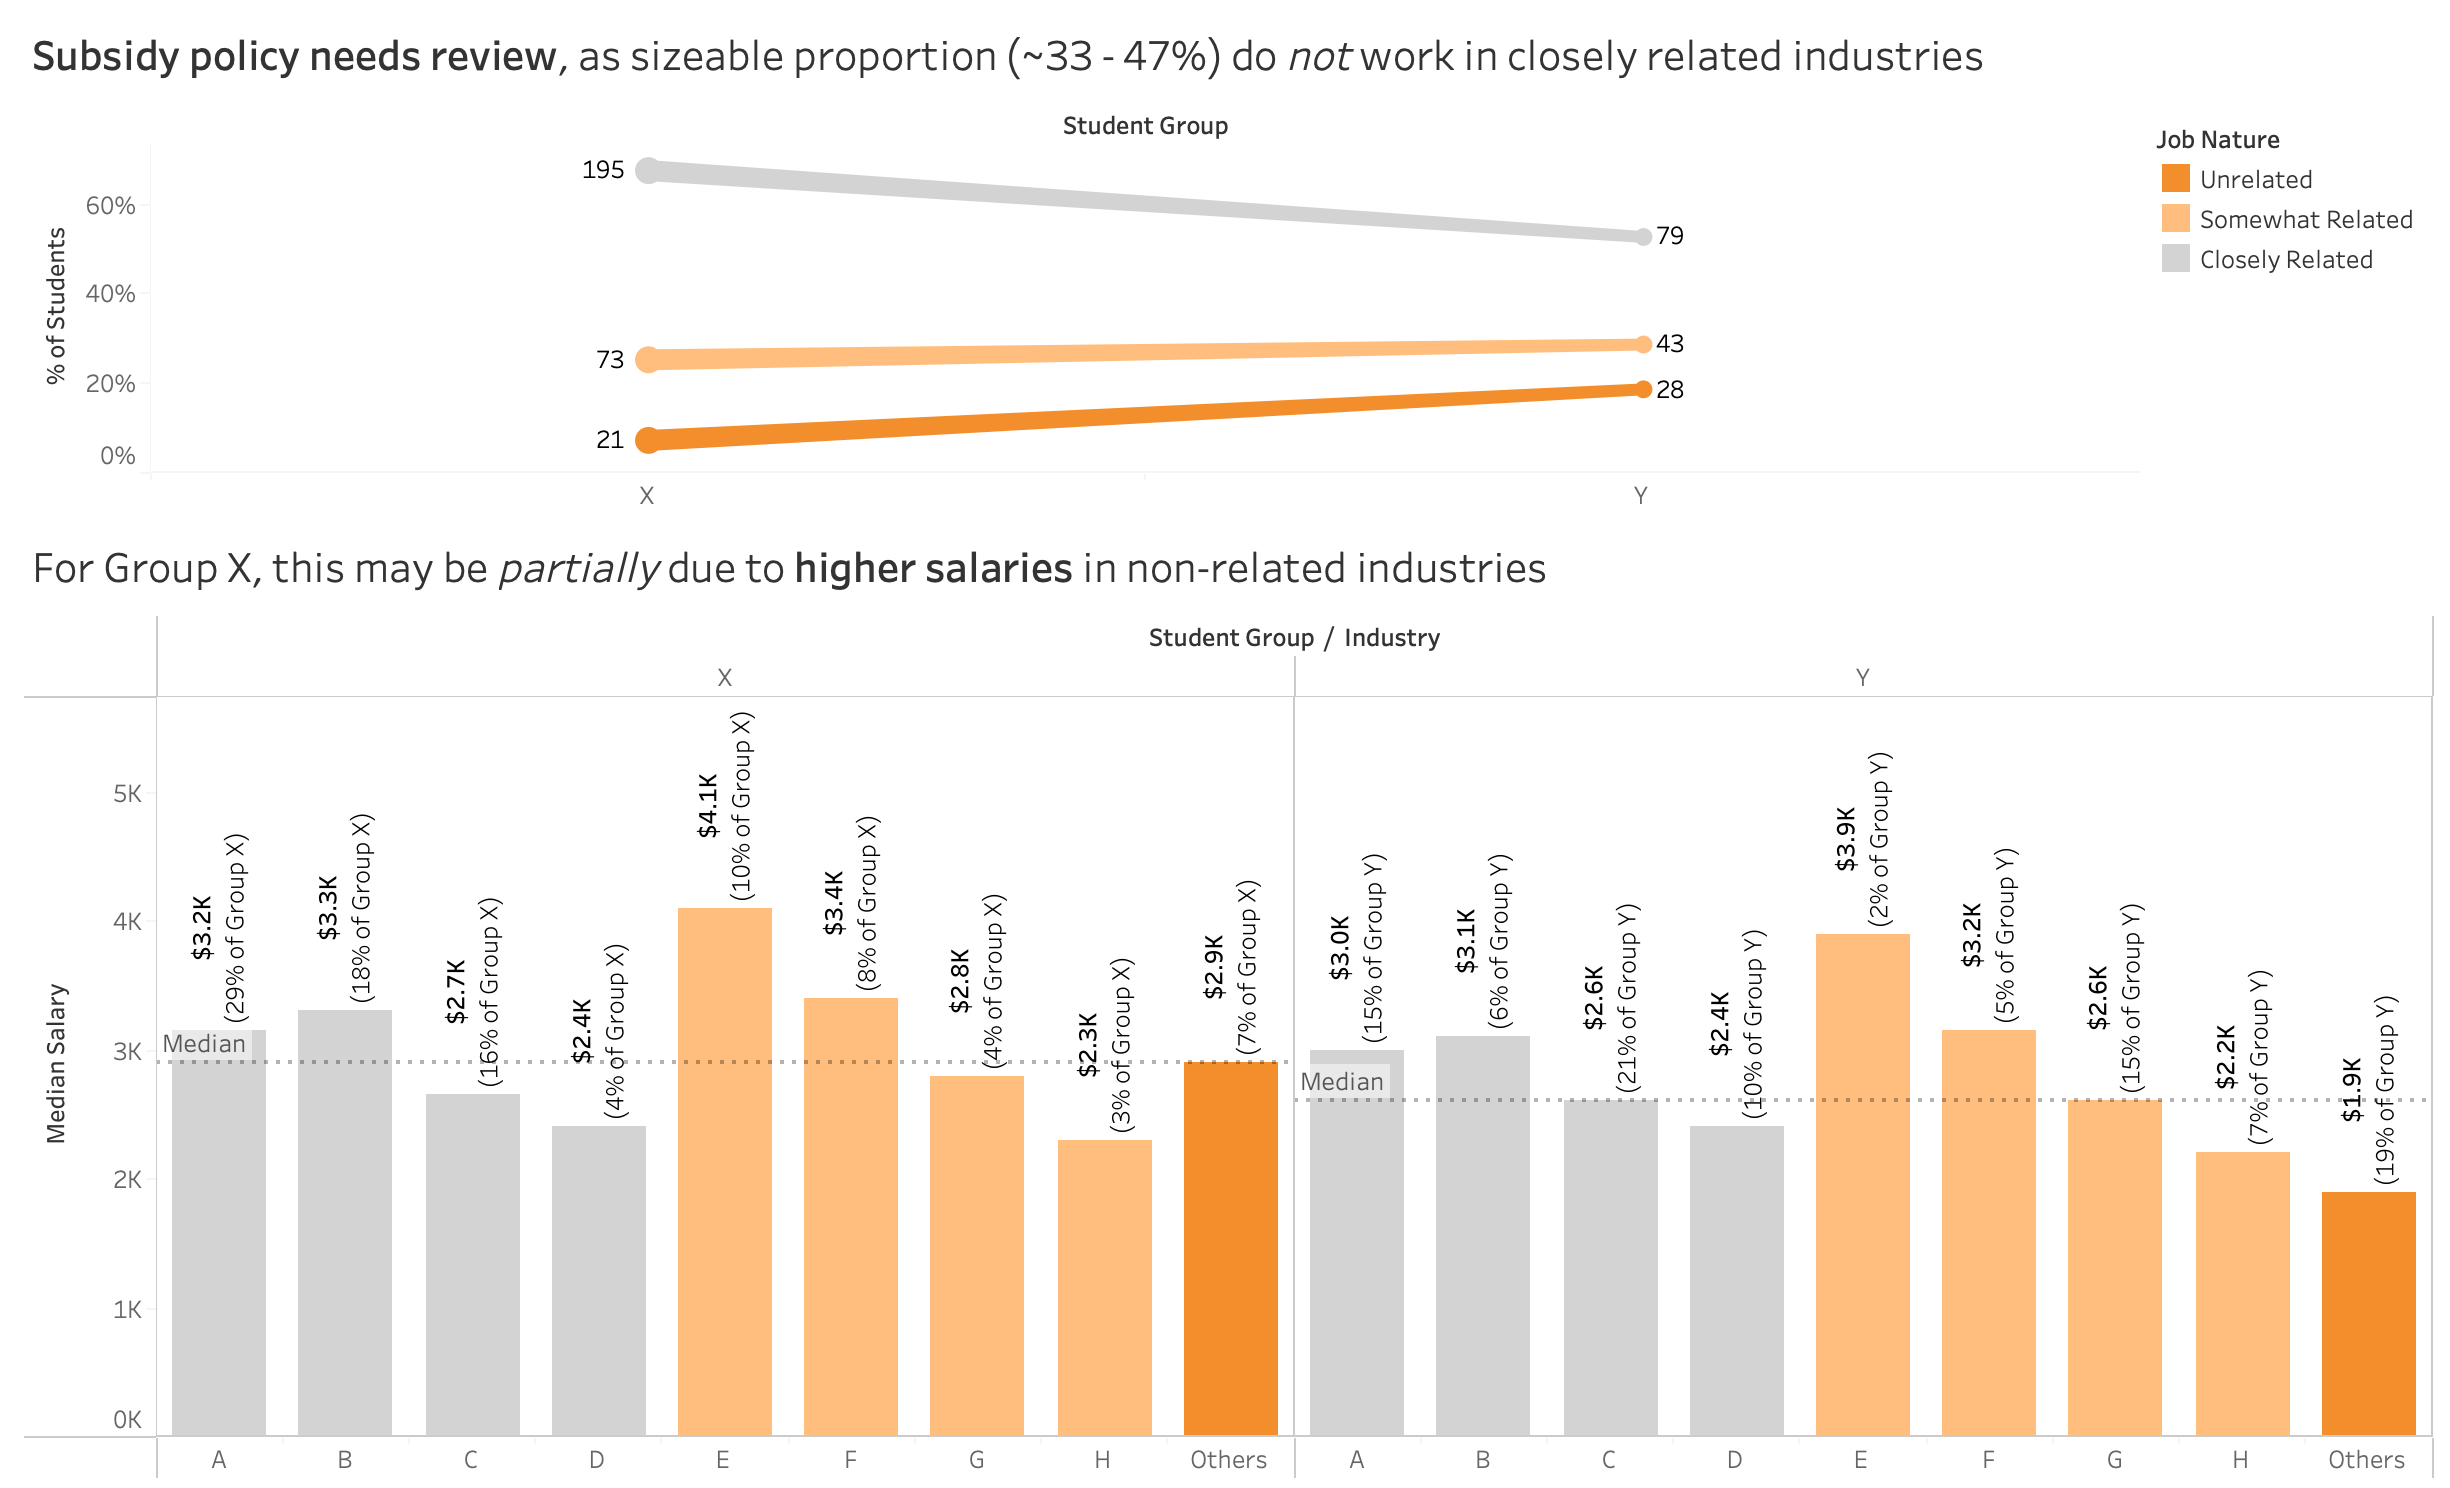 Subsidy policy needs review, as sizeable proportion (~33 - 47%) do not work in closely related industries
Student Group
Job Nature
Unrelated
Somewhat Related
Closely Related
% of Students
60%
40%
20%
0%
195
73
21
79
43
28
X
Y
For Group X, this may be partially due to higher salaries in non-related industries
Student Group / Industry
X
Y
Median Salary
5K
4K
3K
2K
1K
0K
Median
$3.2K
(29% of Group X)
$3.3K
(18% of Group X)
$2.7K
(16% of Group X)
$2.4K
(4% of Group X)
$4.1K
(10% of Group X)
$3.4K
(8% of Group X)
$2.8K
(4% of Group X)
$2.3K
(3% of Group X)
$2.9K
(7% of Group X)
Median
$3.0K
(15% of Group Y)
$3.1K
(6% of Group Y)
$2.6K
(21% of Group Y)
$2.4K
(10% of Group Y)
$3.9K
(2% of Group Y)
$3.2K
(5% of Group Y)
$2.6K
(15% of Group Y)
$2.2K
(7% of Group Y)
$1.9K
(19% of Group Y)
A
B
C
D
E
F
G
H
Others
A
B
C
D
E
F
G
H
Others